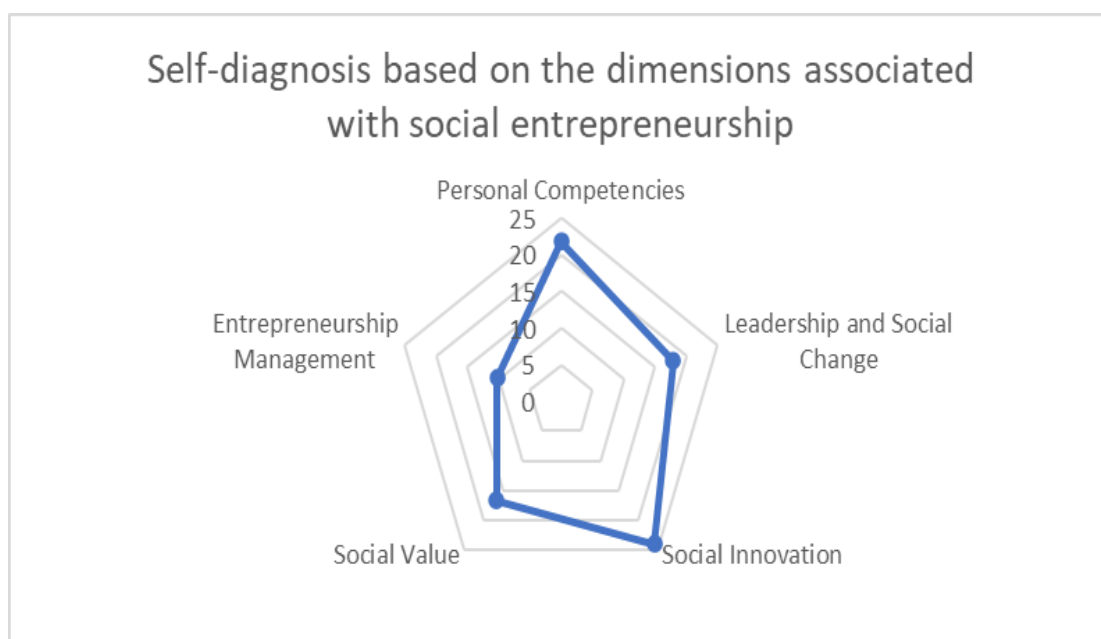 Self-diagnosis based on the dimensions associated
with social entrepreneurship
Personal Competencies
25
20
15
10
5
0
Leadership and Social
Change
Entrepreneurship
Management
Social Value
Social Innovation